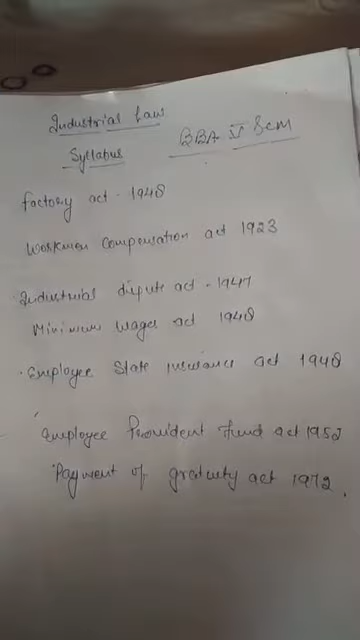 Industrial Law
BBA V Sem
Syllabus
factory act - 1948
Workmen Compensation act 1923
Industrial dipute act - 1947
Minimum wages act 1948
Employee State insurance act 1948
Employee Provident Fund act 1952
Payment of gratuity act 1972.